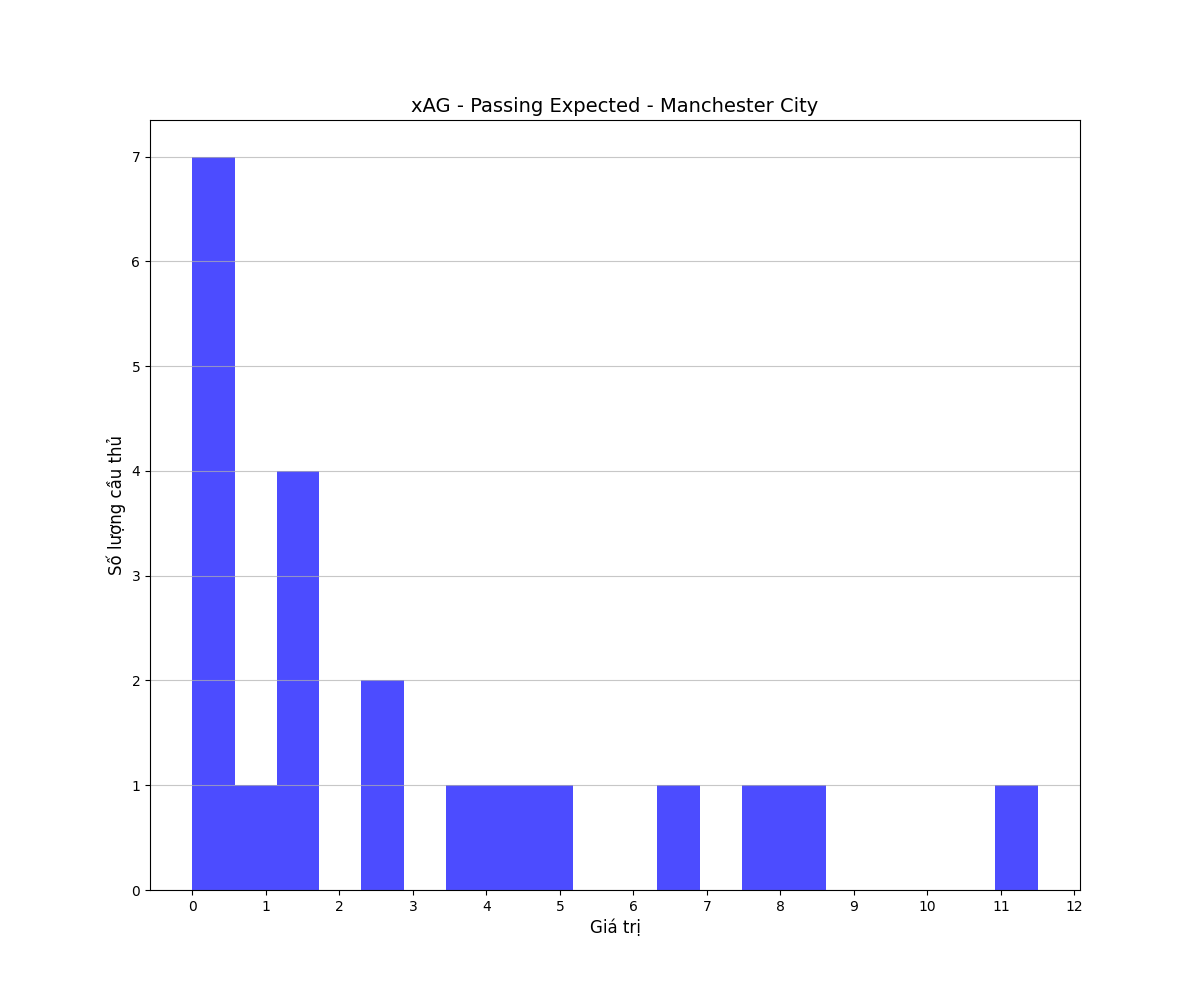 xAG - Passing Expected - Manchester City
7
6
5
4
3
2
1
0
Số lượng cầu thủ
0 1 2 3 4 5 6 7 8 9 10 11 12
Giá trị